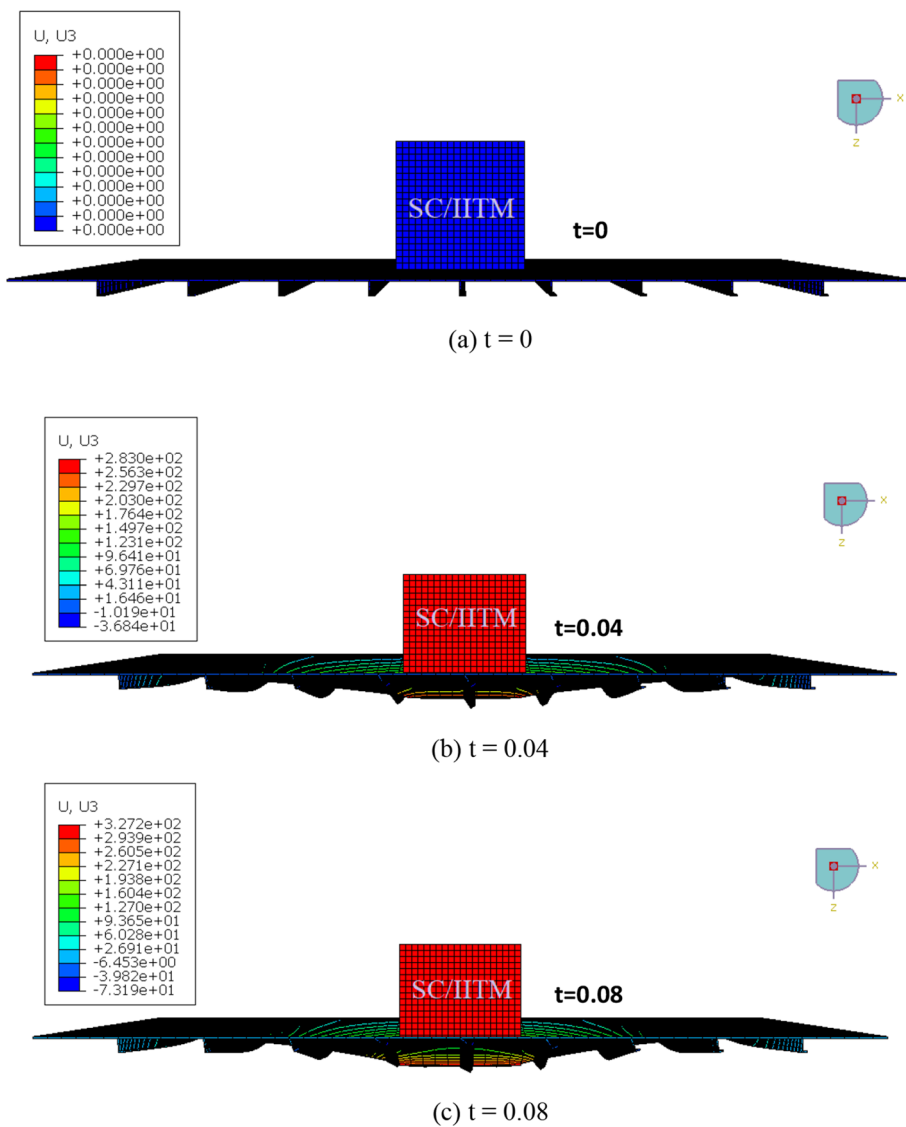 U, U3
+0.000e+00
+0.000e+00
+0.000e+00
+0.000e+00
+0.000e+00
+0.000e+00
+0.000e+00
+0.000e+00
+0.000e+00
+0.000e+00
+0.000e+00
+0.000e+00
+0.000e+00
X
Z
SC/IITM
t=0
(a) t = 0
U, U3
+2.830e+02
+2.563e+02
+2.297e+02
+2.030e+02
+1.764e+02
+1.497e+02
+1.231e+02
+9.641e+01
+6.976e+01
+4.311e+01
+1.646e+01
-1.019e+01
-3.684e+01
X
Z
SC/IITM
t=0.04
(b) t = 0.04
U, U3
+3.272e+02
+2.939e+02
+2.605e+02
+2.271e+02
+1.938e+02
+1.604e+02
+1.270e+02
+9.365e+01
+6.028e+01
+2.691e+01
-6.453e+00
-3.982e+01
-7.319e+01
X
Z
SC/IITM
t=0.08
(c) t = 0.08